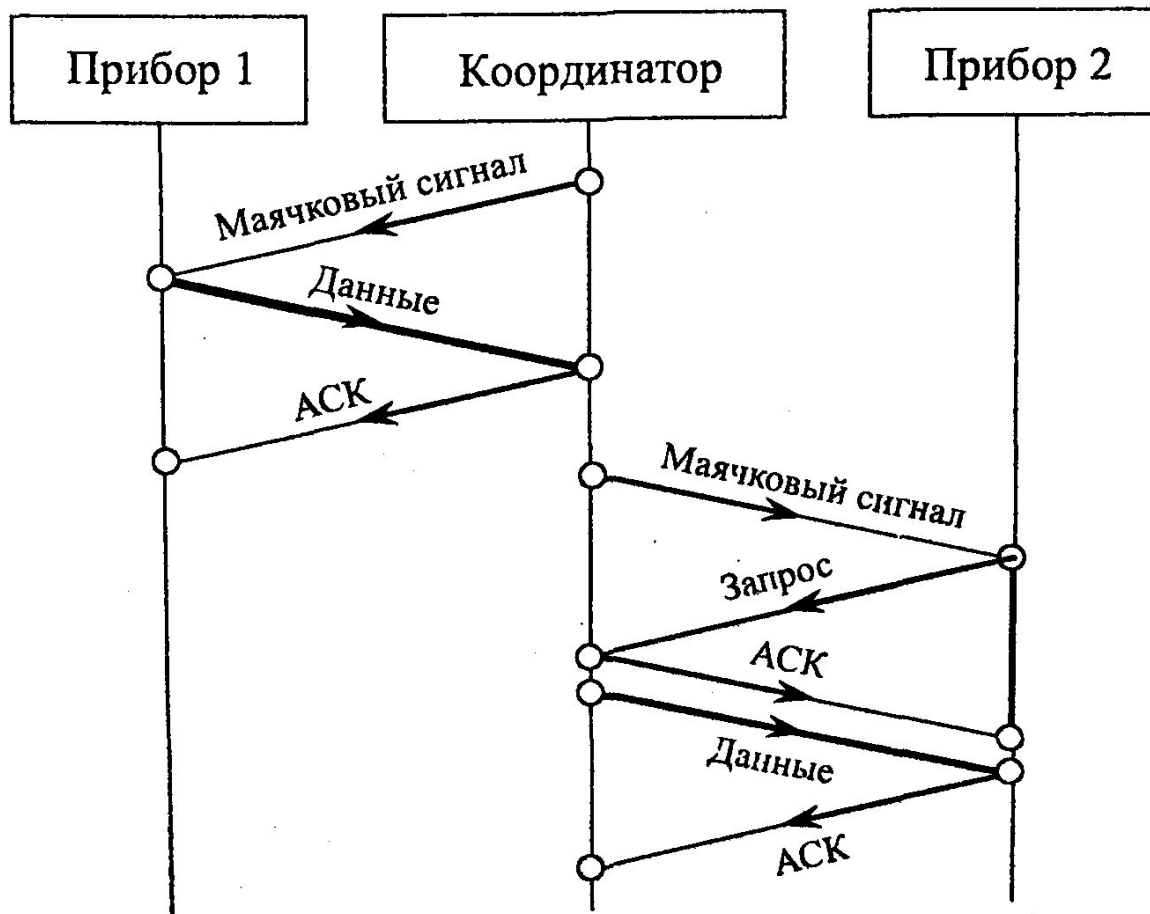 Прибор 1
Координатор
Прибор 2
Маячковый сигнал
Данные
АСК
Маячковый сигнал
Запрос
АСК
Данные
АСК